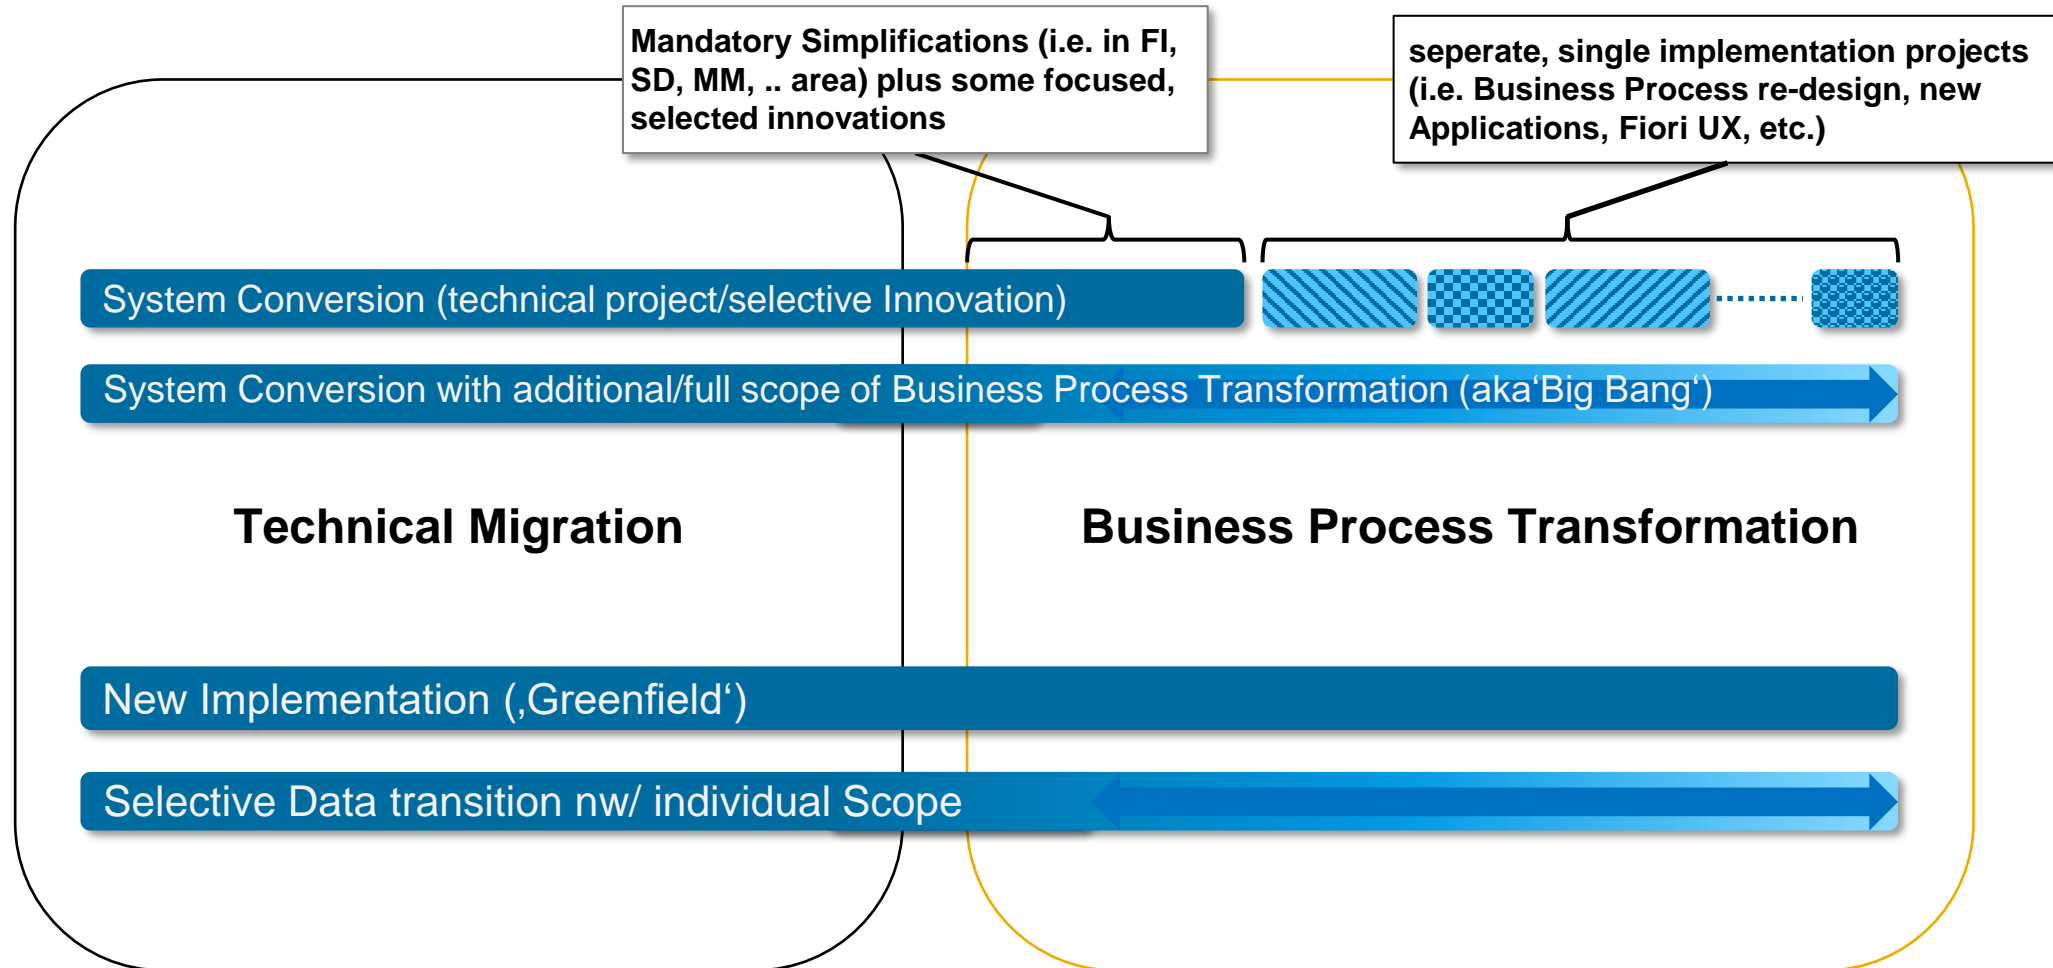 Mandatory Simplifications (i.e. in FI,
SD, MM, .. area) plus some focused,
selected innovations
seperate, single implementation projects
(i.e. Business Process re-design, new
Applications, Fiori UX, etc.)
System Conversion (technical project/selective Innovation)
System Conversion with additional/full scope of Business Process Transformation (aka‘Big Bang‘)
Technical Migration
Business Process Transformation
New Implementation (‚Greenfield‘)
Selective Data transition nw/ individual Scope